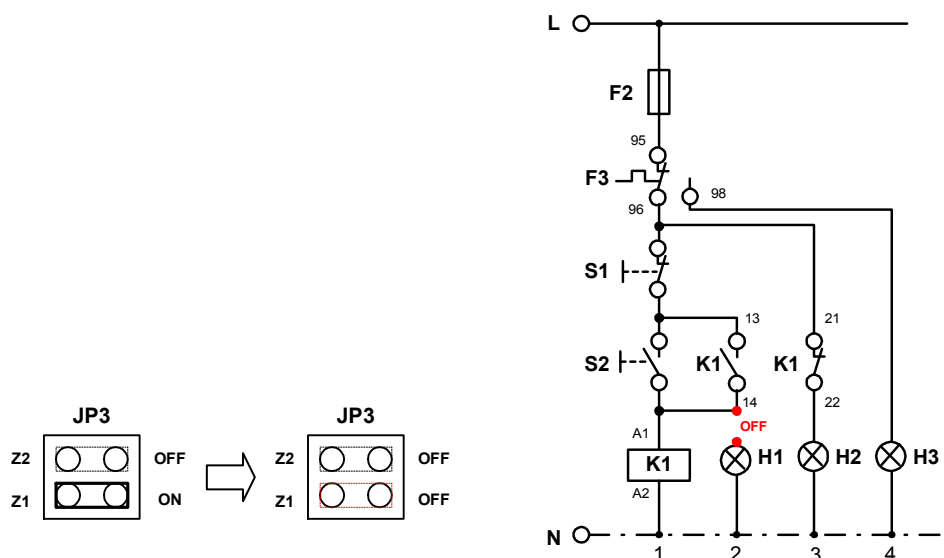 L
F2
95
F3
98
96
S1
13
21
S2
K1
K1
14
22
JP3
JP3
OFF
A1
Z2
OFF
Z2
OFF
K1
H1
H2
H3
Z1
ON
Z1
OFF
A2
N
1
2
3
4